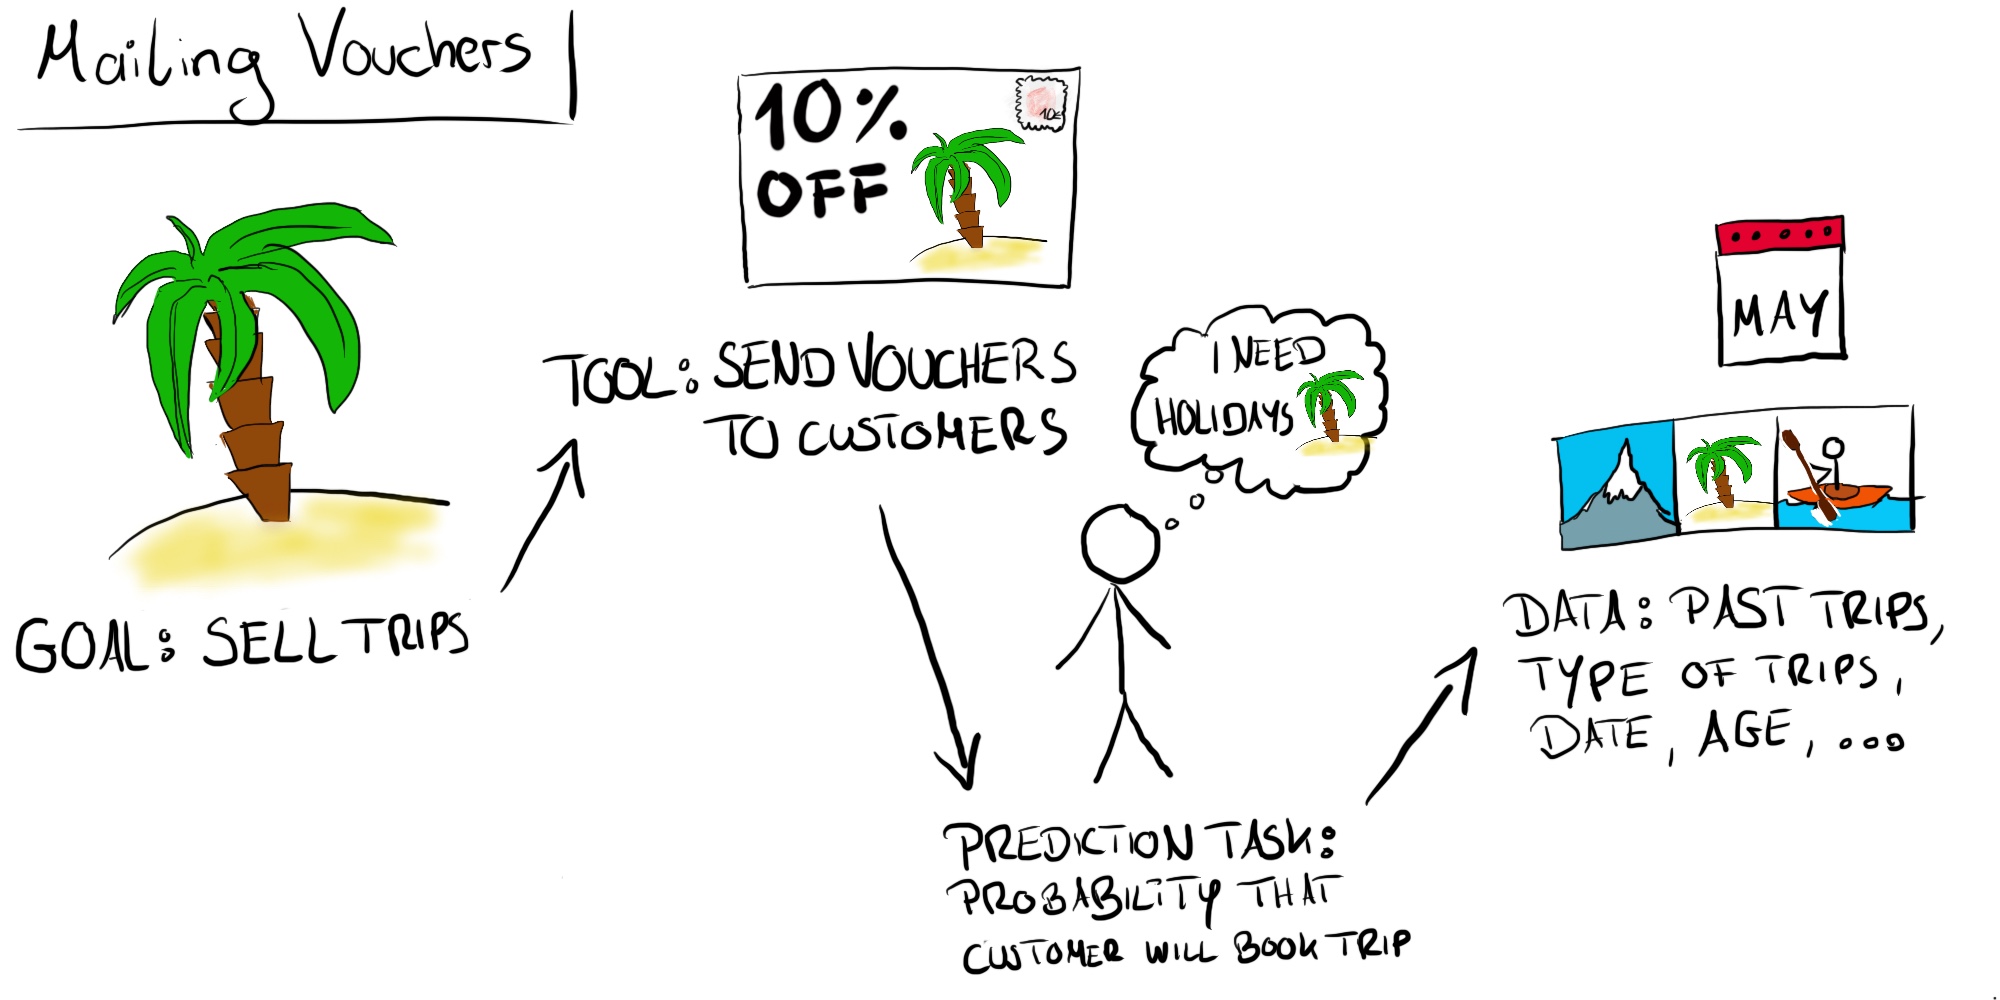 Mailing Vouchers
10%
OFF
10c
GOAL: SELL TRIPS
TOOL: SEND VOUCHERS
TO CUSTOMERS
I NEED
HOLIDAYS
PREDICTION TASK:
PROBABILITY THAT
CUSTOMER WILL BOOK TRIP
MAY
DATA: PAST TRIPS,
TYPE OF TRIPS,
DATE, AGE, ...